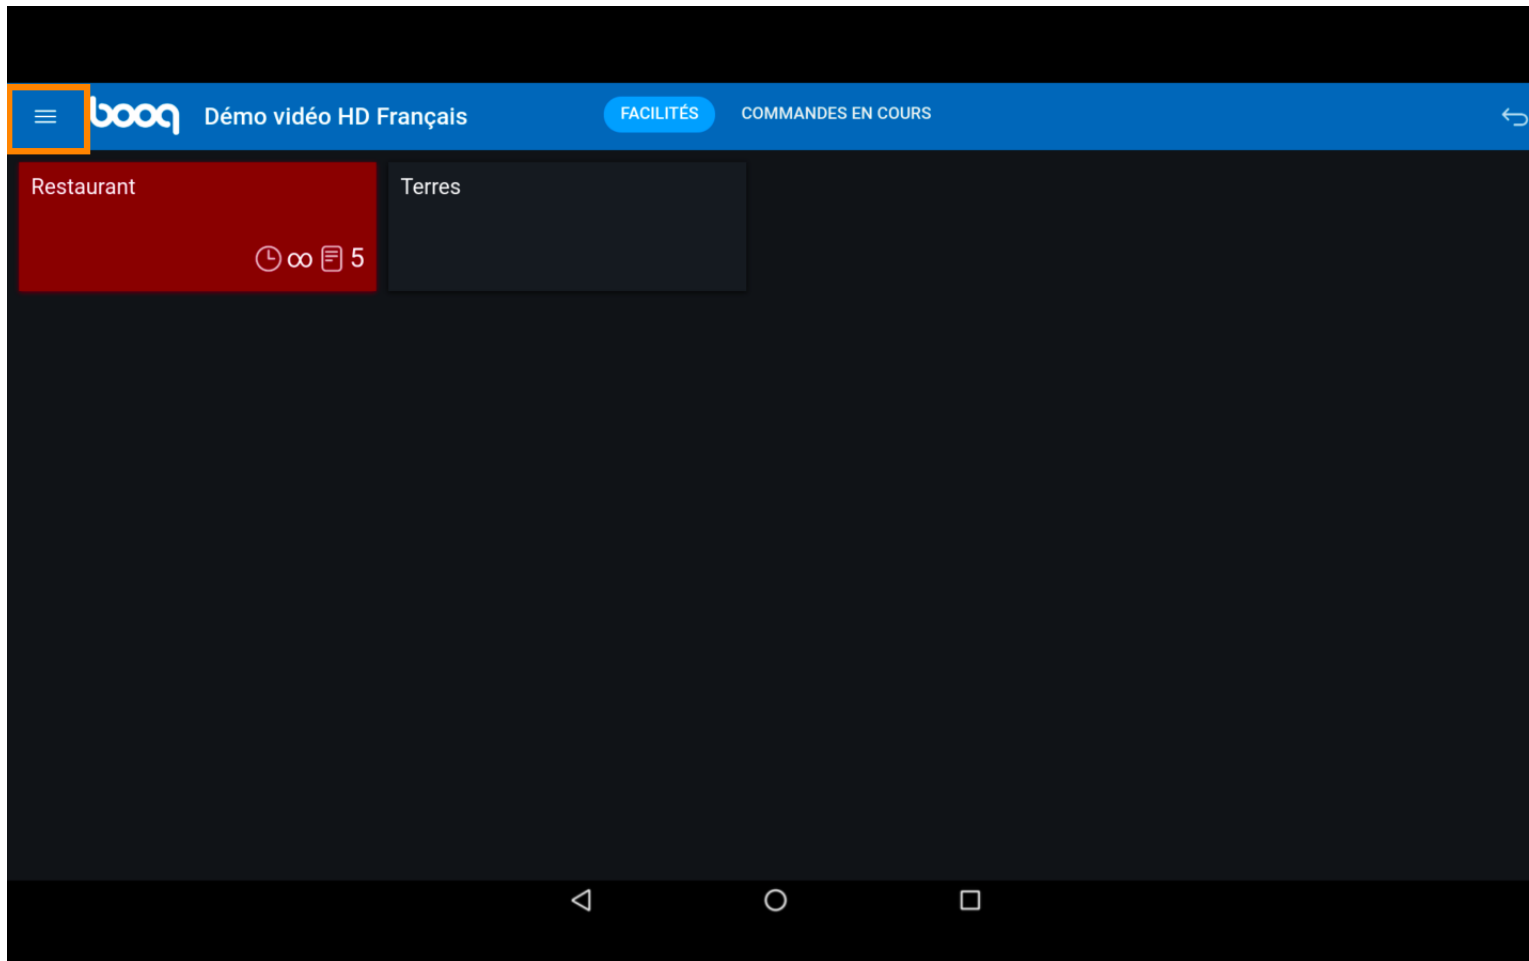 booq Démo vidéo HD Français FACILITÉS COMMANDES EN COURS
Restaurant Terres
∞ 5